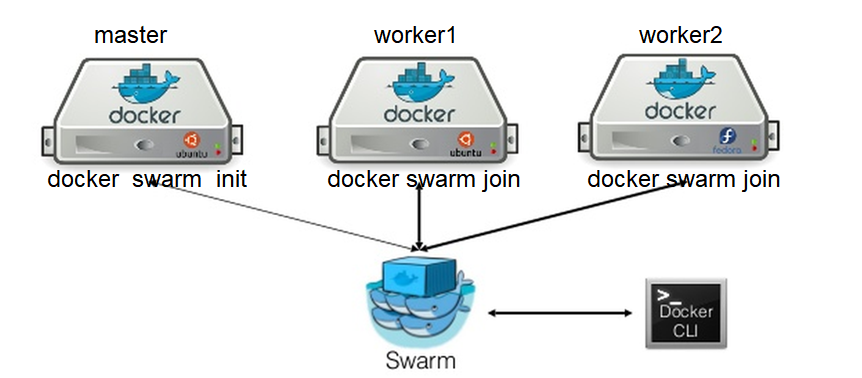 master
worker1
worker2
docker
docker
docker
ubuntu
ubuntu
fedora
docker swarm init
docker swarm join
docker swarm join
>_
Docker
CLI
Swarm